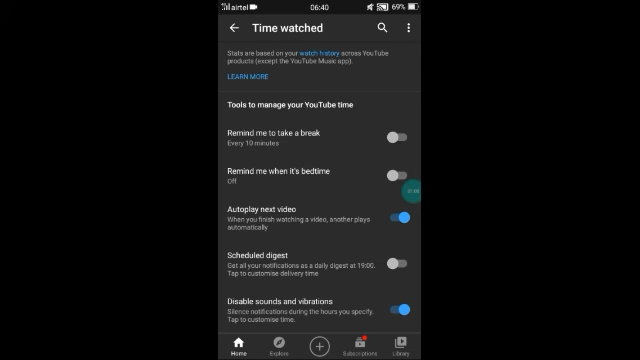 airtel
06:40
69%
Time watched
Stats are based on your watch history across YouTube
products (except the YouTube Music app).
LEARN MORE
Tools to manage your YouTube time
Remind me to take a break
Every 10 minutes
Remind me when it's bedtime
Off
Autoplay next video
When you finish watching a video, another plays
automatically
Scheduled digest
Get all your notifications as a daily digest at 19:00.
Tap to customise delivery time
Disable sounds and vibrations
Silence notifications during the hours you specify.
Tap to customise time.
Home
Explore
Subscriptions
Library